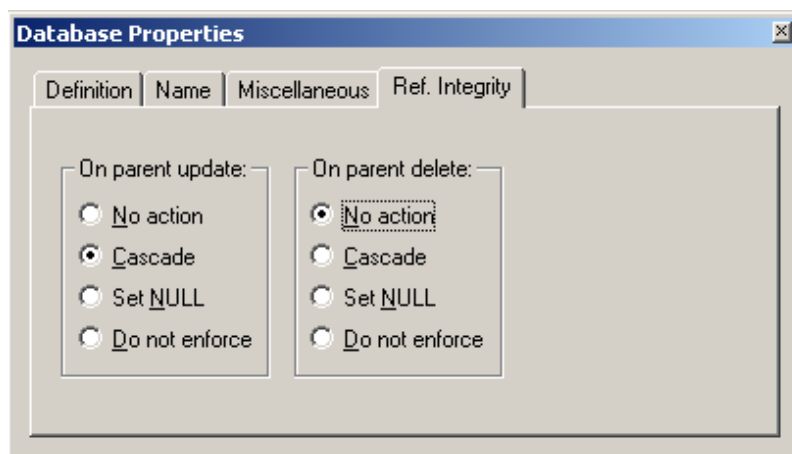 Database Properties
Definition Name Miscellaneous Ref. Integrity
On parent update: On parent delete:
No action No action
Cascade Cascade
Set NULL Set NULL
Do not enforce Do not enforce